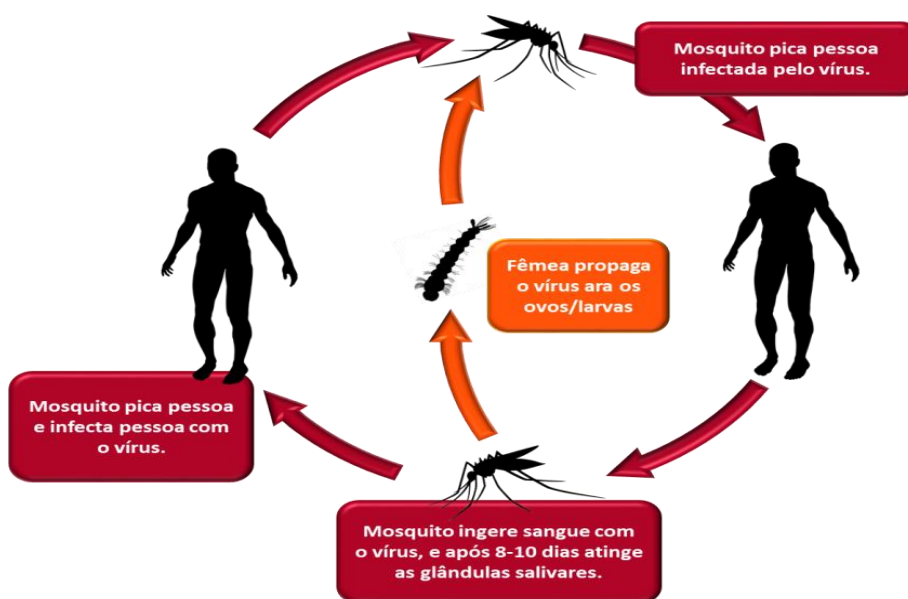 Mosquito pica pessoa
infectada pelo vírus.
Fêmea propaga
o vírus ara os
ovos/larvas
Mosquito pica pessoa
e infecta pessoa com
o vírus.
Mosquito ingere sangue com
o vírus, e após 8-10 dias atinge
as glândulas salivares.